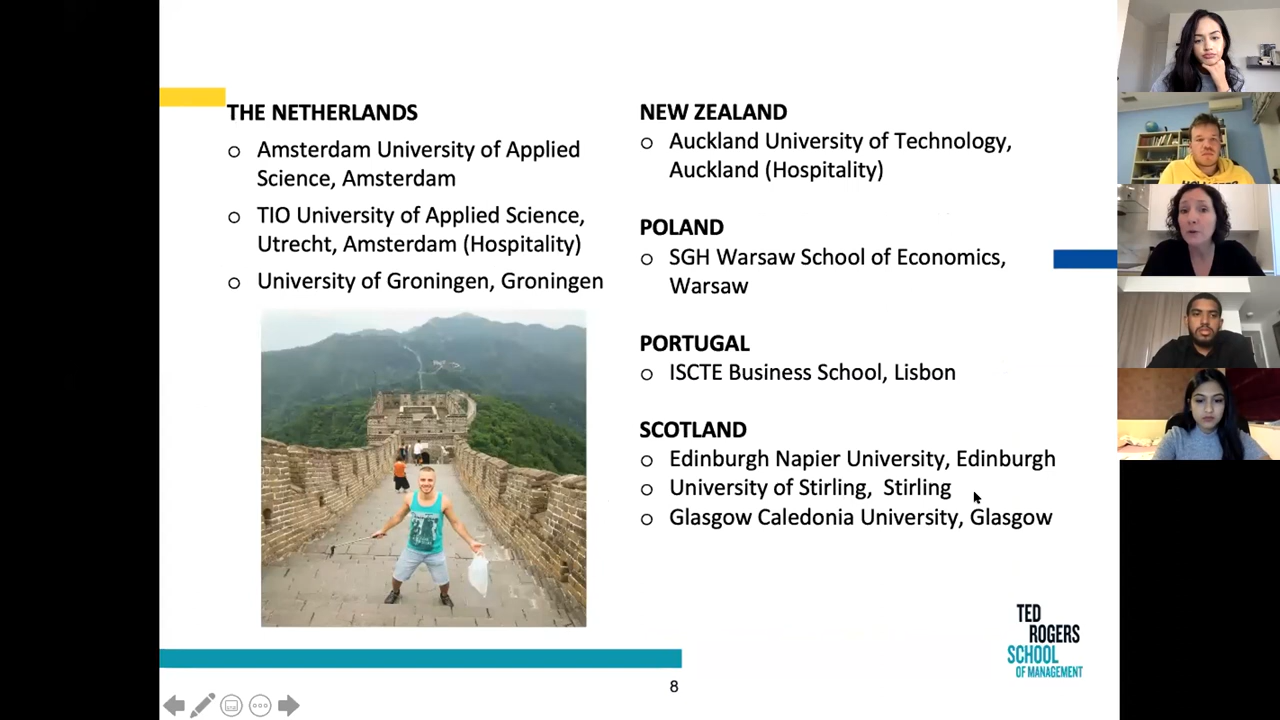 THE NETHERLANDS
o Amsterdam University of Applied
Science, Amsterdam
o TIO University of Applied Science,
Utrecht, Amsterdam (Hospitality)
o University of Groningen, Groningen
NEW ZEALAND
o Auckland University of Technology,
Auckland (Hospitality)
POLAND
o SGH Warsaw School of Economics,
Warsaw
PORTUGAL
o ISCTE Business School, Lisbon
SCOTLAND
o Edinburgh Napier University, Edinburgh
o University of Stirling, Stirling
o Glasgow Caledonia University, Glasgow
TED
ROGERS
SCHOOL
OF MANAGEMENT
8